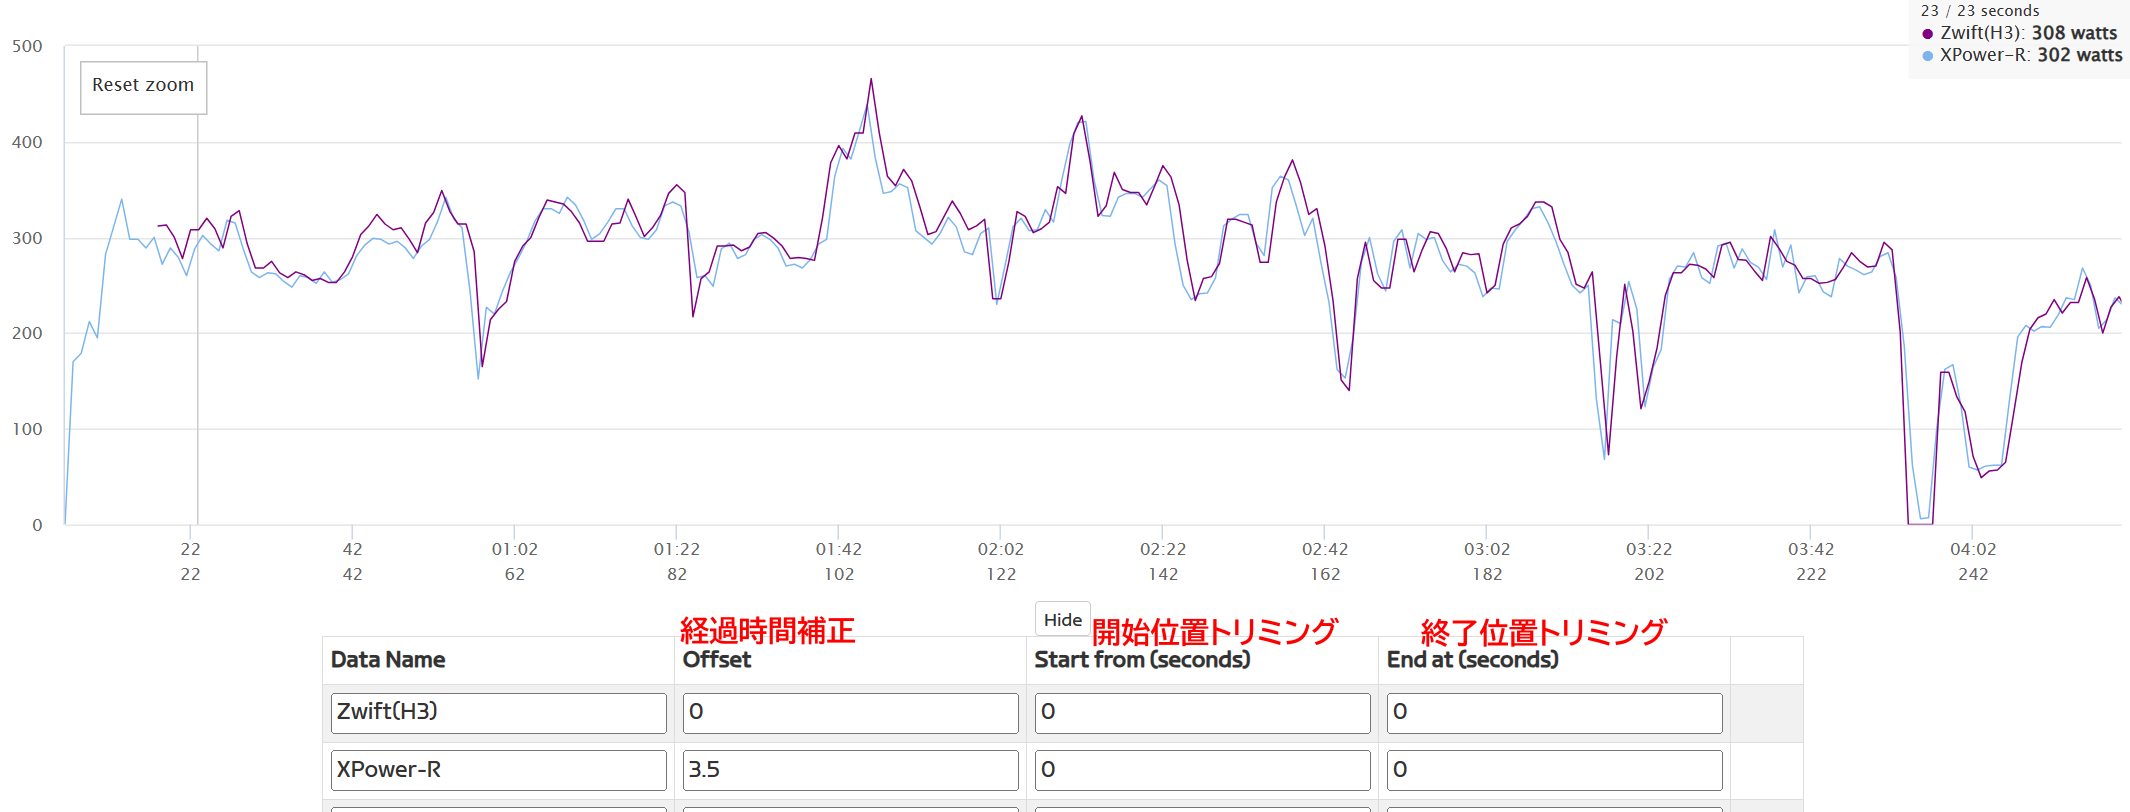 23 / 23 seconds
Zwift(H3): 308 watts
XPower-R: 302 watts
Reset zoom
500
400
300
200
100
0
22 42 01:02 01:22 01:42 02:02 02:22 02:42 03:02 03:22 03:42 04:02
22 42 62 82 102 122 142 162 182 202 222 242
Hide
経過時間補正 開始位置トリミング 終了位置トリミング
Data Name Offset Start from (seconds) End at (seconds)
Zwift(H3) 0 0 0
XPower-R 3.5 0 0